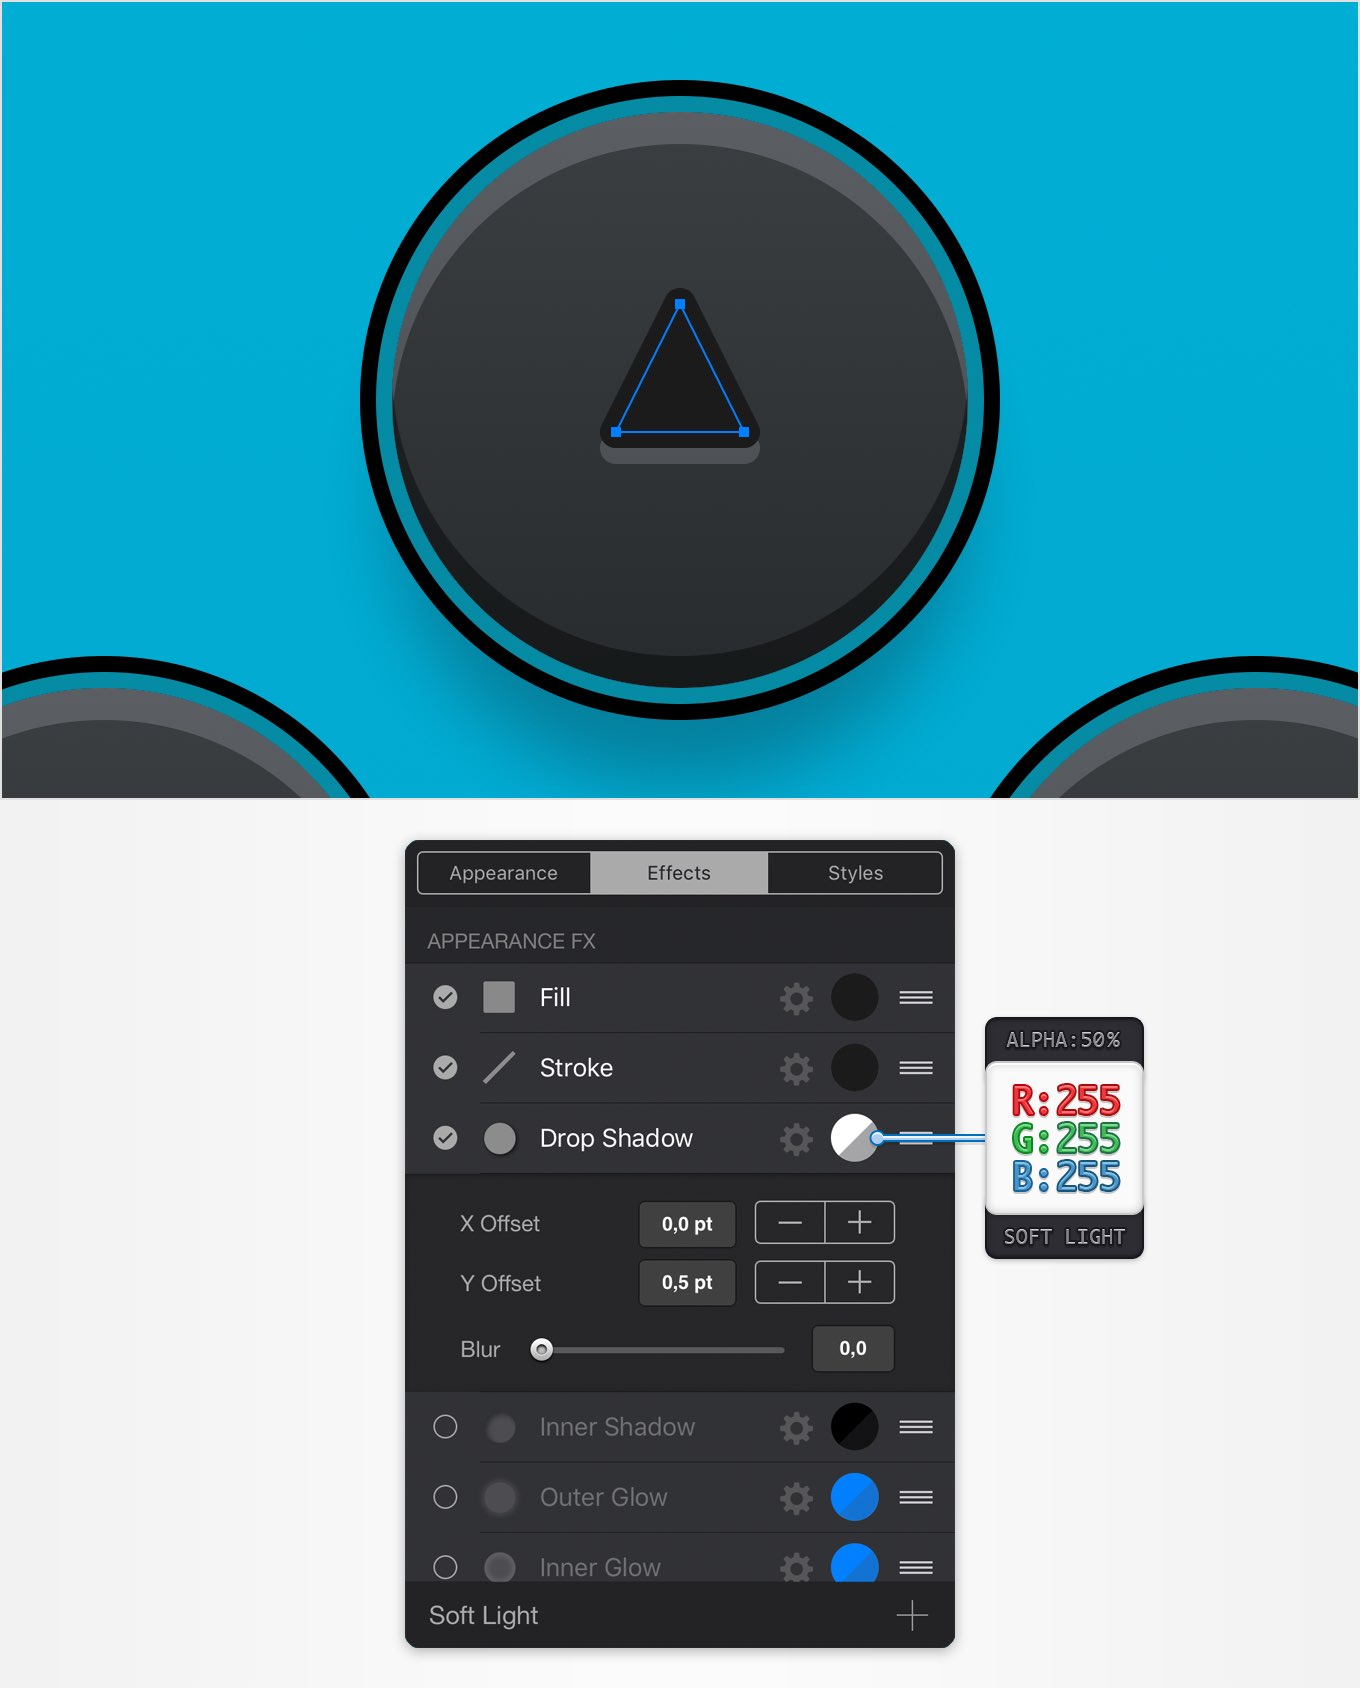 Appearance Effects Styles
APPEARANCE FX
Fill
Stroke
Drop Shadow
X Offset 0,0 pt
Y Offset 0,5 pt
Blur 0,0
Inner Shadow
Outer Glow
Inner Glow
Soft Light
ALPHA:50%
R:255
G:255
B:255
SOFT LIGHT